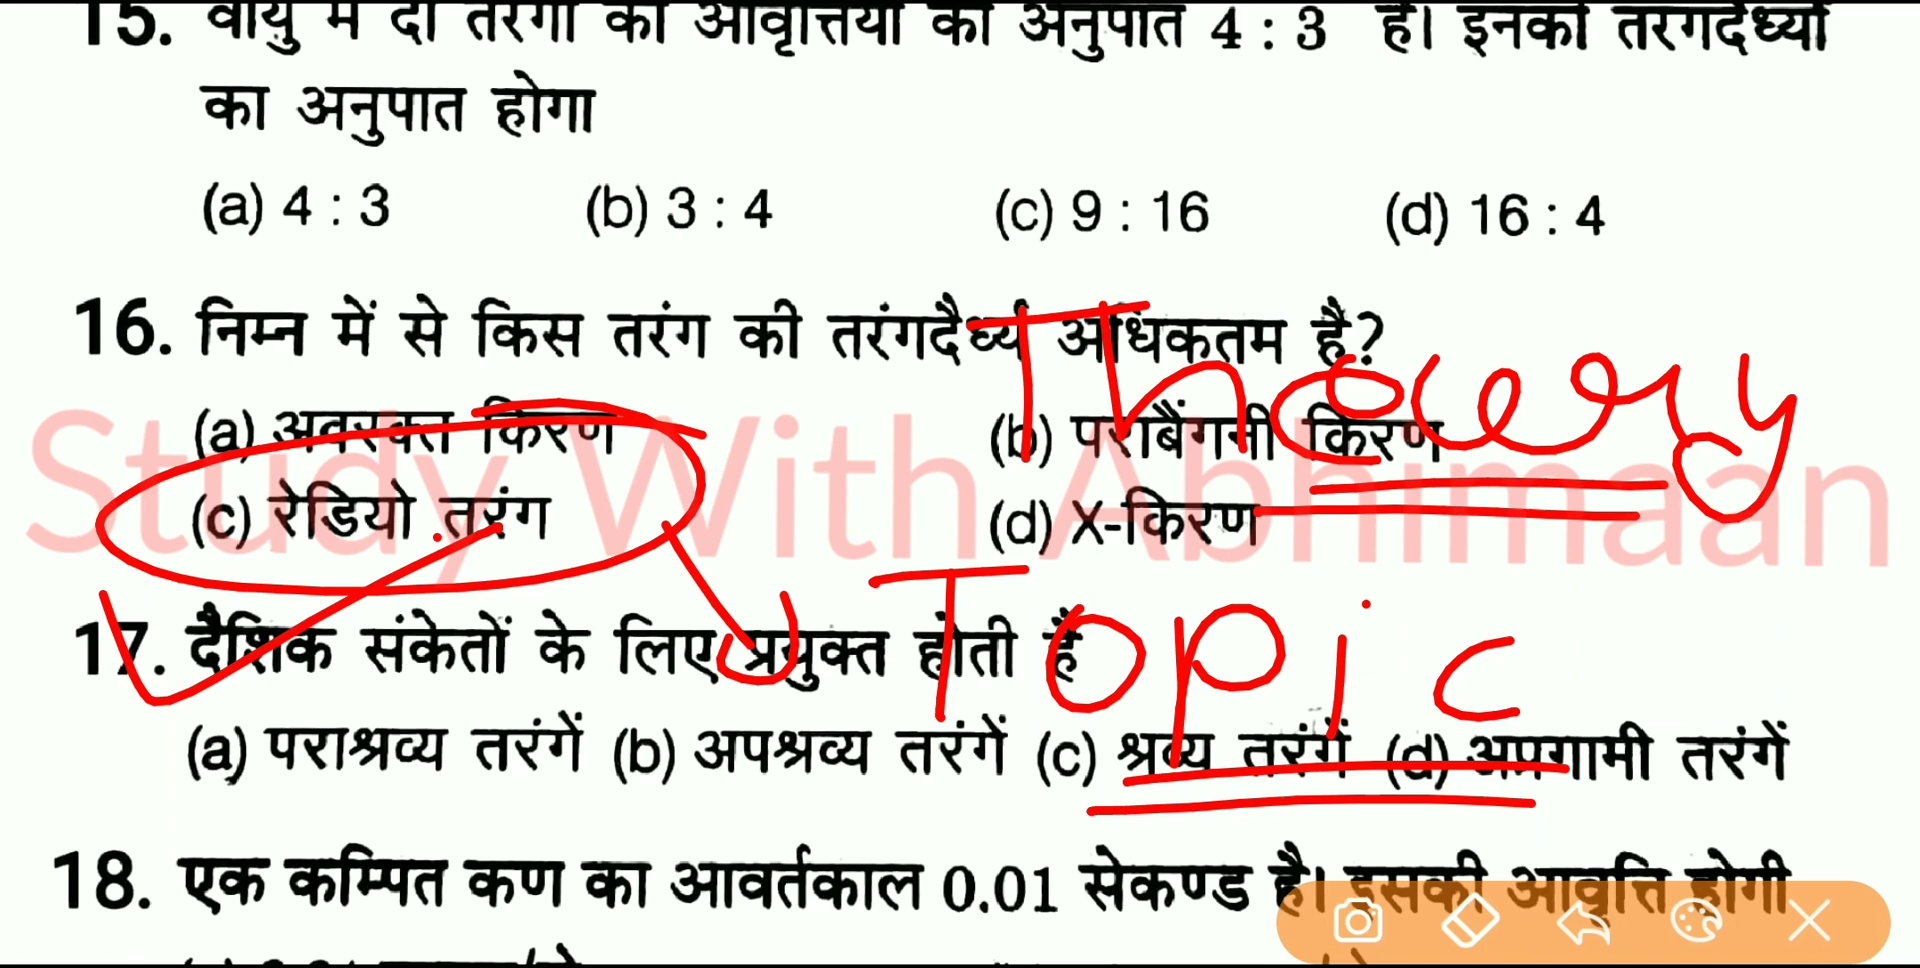 15. वायु में दो तरंगों की आवृत्तियों का अनुपात 4 : 3 है। इनकी तरंगदैर्ध्यों
का अनुपात होगा
(a) 4 : 3 (b) 3 : 4 (c) 9 : 16 (d) 16 : 4
16. निम्न में से किस तरंग की तरंगदैर्ध्य अधिकतम है?
(a) अवरक्त किरण (b) पराबैंगनी किरण
(c) रेडियो तरंग (d) X-किरण
Study With Abhimaan
Topic
17. दैशिक संकेतों के लिए प्रयुक्त होती हैं
(a) पराश्रव्य तरंगें (b) अपश्रव्य तरंगें (c) श्रव्य तरंगें (d) अपगामी तरंगें
18. एक कम्पित कण का आवर्तकाल 0.01 सेकण्ड है। इसकी आवृत्ति होगी